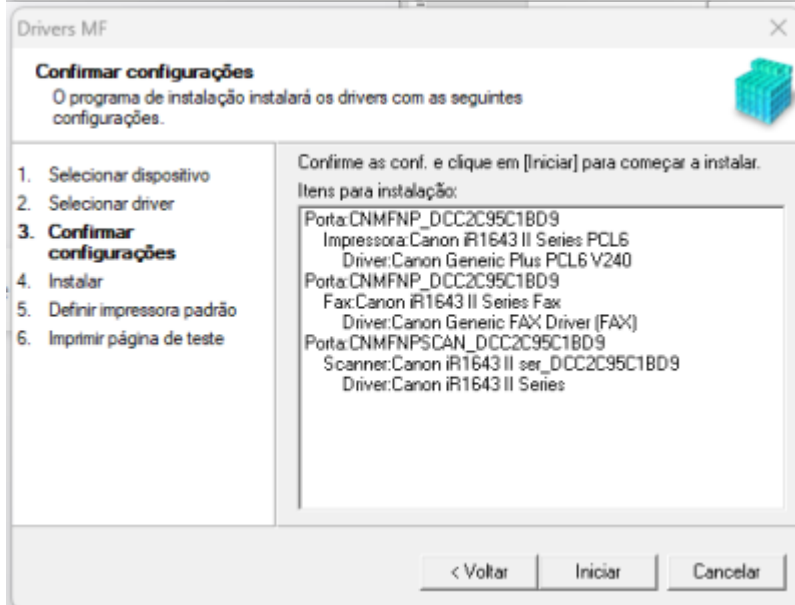 Drivers MF
Confirmar configurações
O programa de instalação instalará os drivers com as seguintes
configurações.
1. Selecionar dispositivo
2. Selecionar driver
3. Confirmar
configurações
4. Instalar
5. Definir impressora padrão
6. Imprimir página de teste
Confirme as conf. e clique em [Iniciar] para começar a instalar.
Itens para instalação:
Porta:CNMFNP_DCC2C95C1BD9
Impressora:Canon iR1643 II Series PCL6
Driver:Canon Generic Plus PCL6 V240
Porta:CNMFNP_DCC2C95C1BD9
Fax:Canon iR1643 II Series Fax
Driver:Canon Generic FAX Driver (FAX)
Porta:CNMFNPSCAN_DCC2C95C1BD9
Scanner:Canon iR1643 II ser_DCC2C95C1BD9
Driver:Canon iR1643 II Series
< Voltar
Iniciar
Cancelar